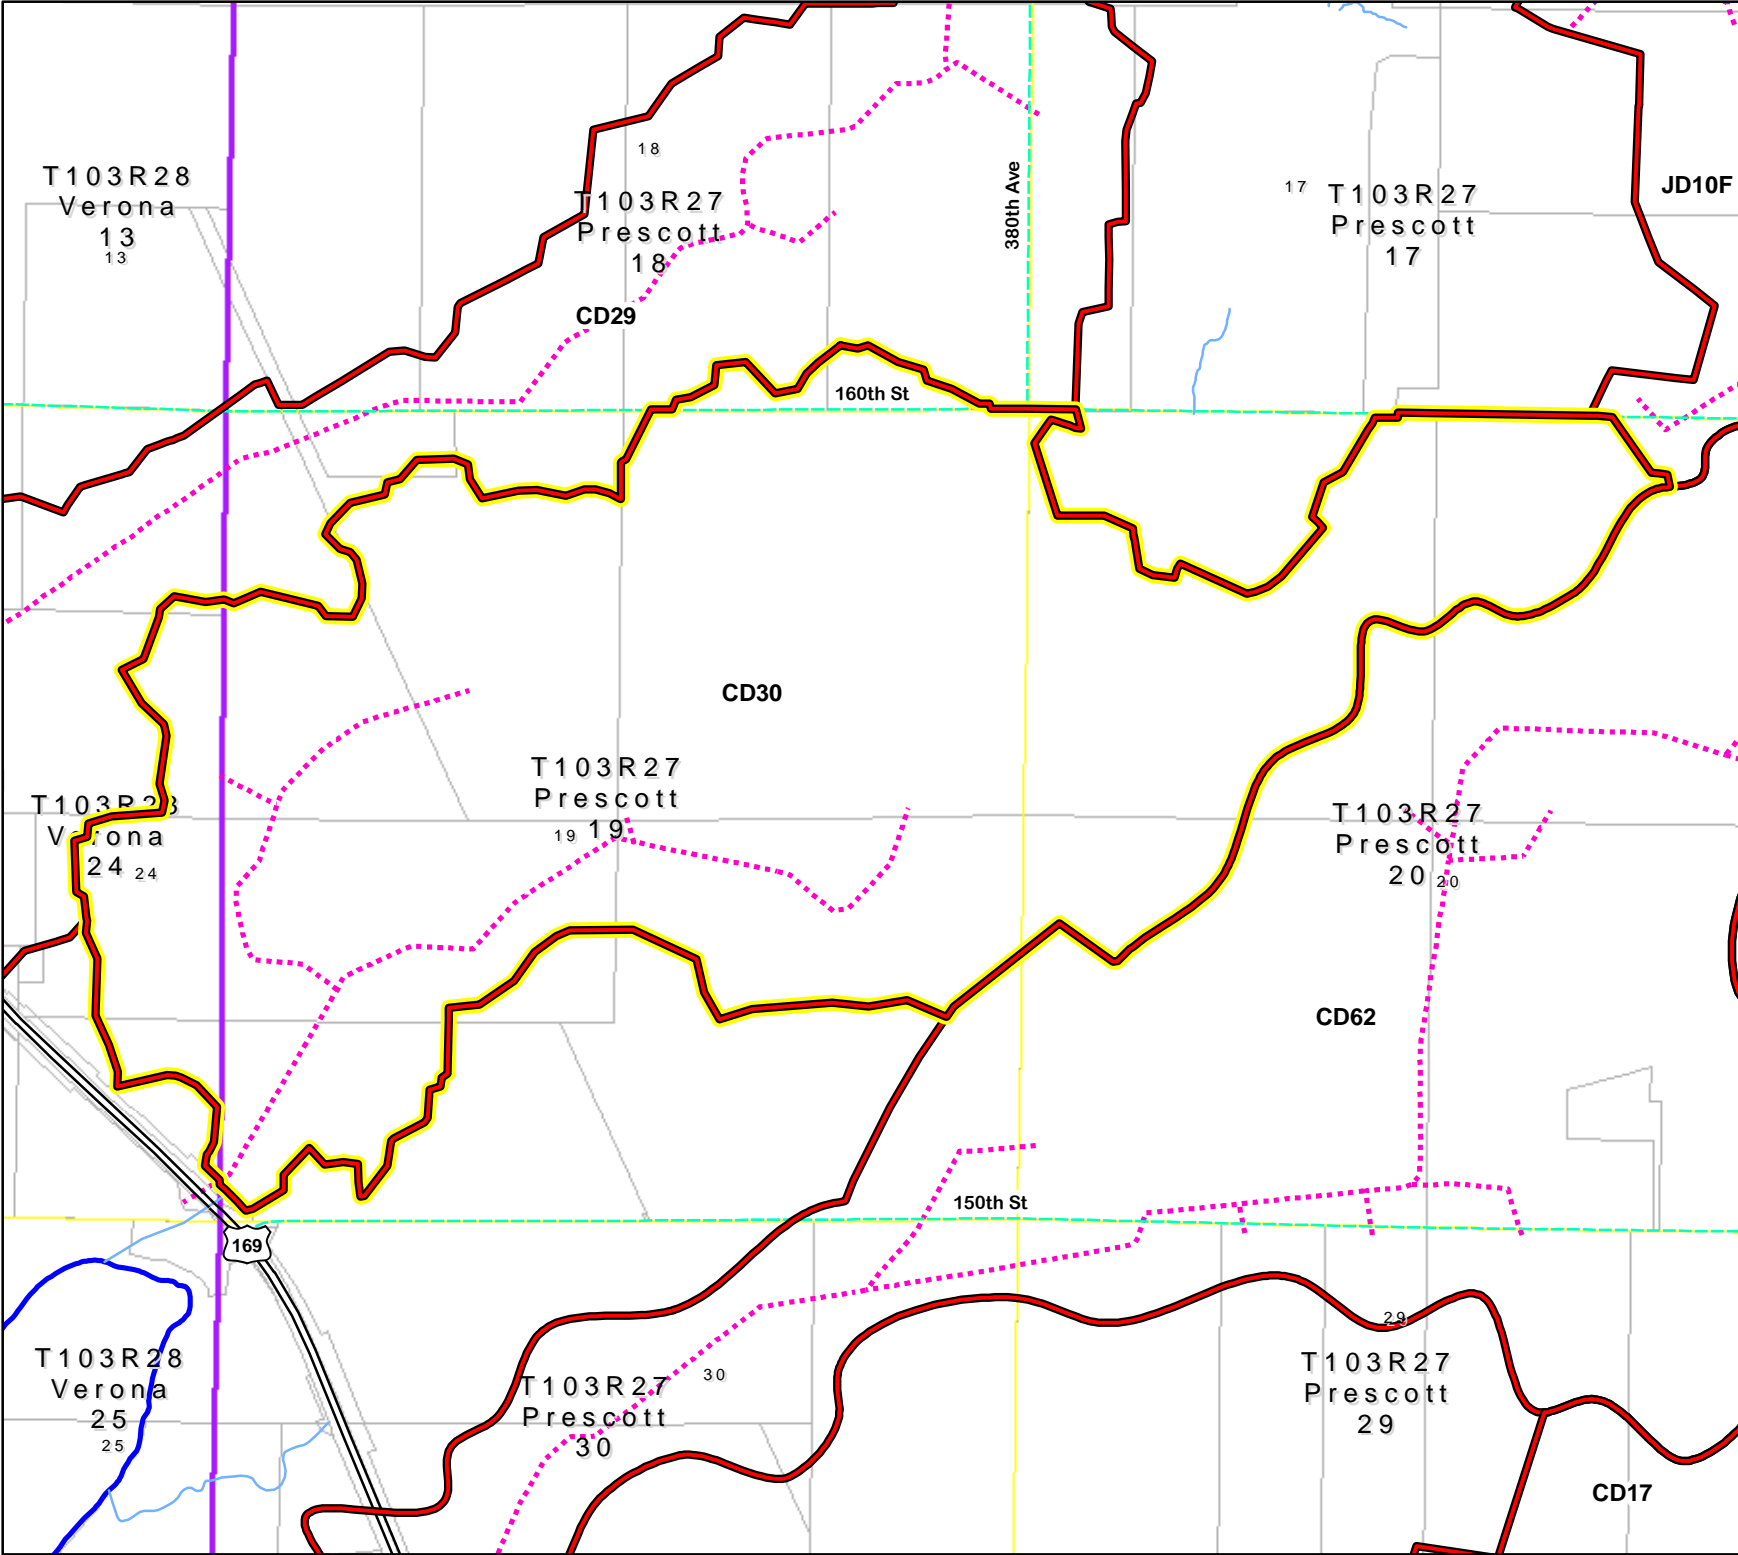 18
T103R28
Verona
13
13
T103R27
Prescott
18
380th Ave
17
T103R27
Prescott
17
JD10F
CD29
160th St
CD30
T103R27
Prescott
19
19
T103R28
Verona
24
24
T103R27
Prescott
20
20
CD62
150th St
169
T103R28
Verona
25
25
30
T103R27
Prescott
30
29
T103R27
Prescott
29
CD17